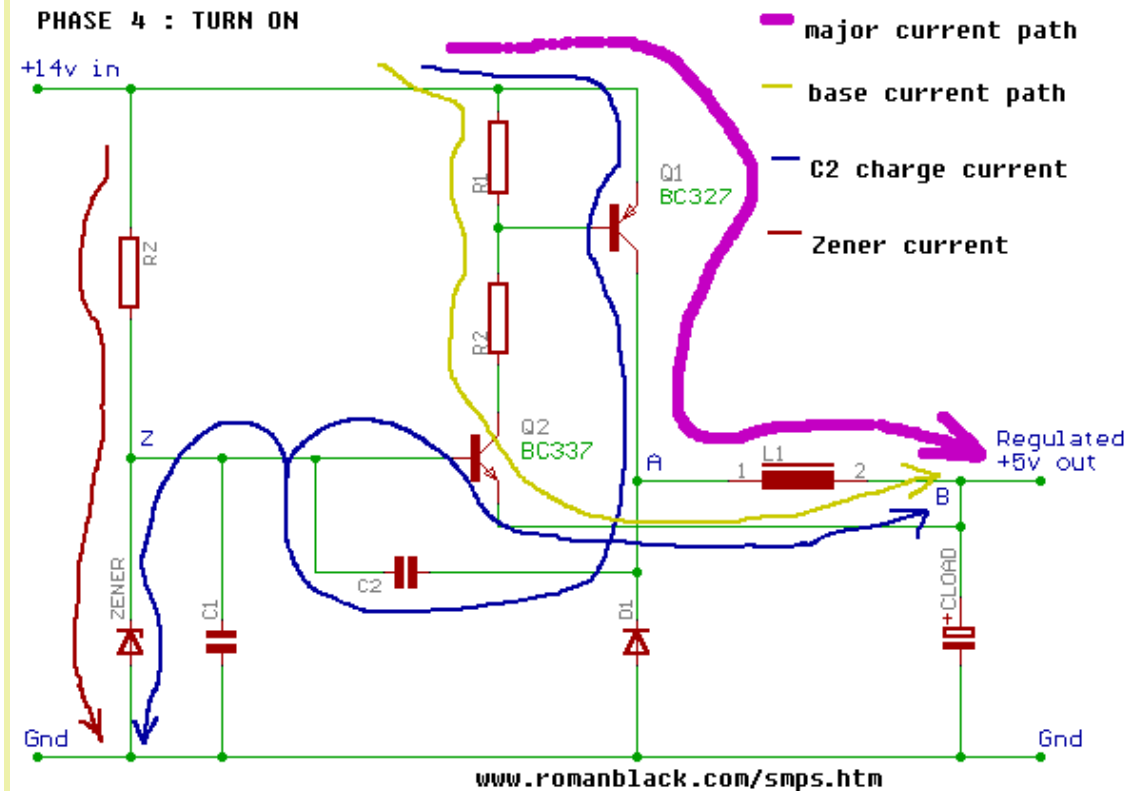 PHASE 4 : TURN ON
major current path
+14v in
base current path
C2 charge current
Zener current
Q1
BC327
R1
RZ
R2
Q2
BC337
Z
A
L1
1
2
Regulated
+5v out
B
C2
ZENER
C1
D1
+CLOAD
Gnd
Gnd
www.romanblack.com/smps.htm